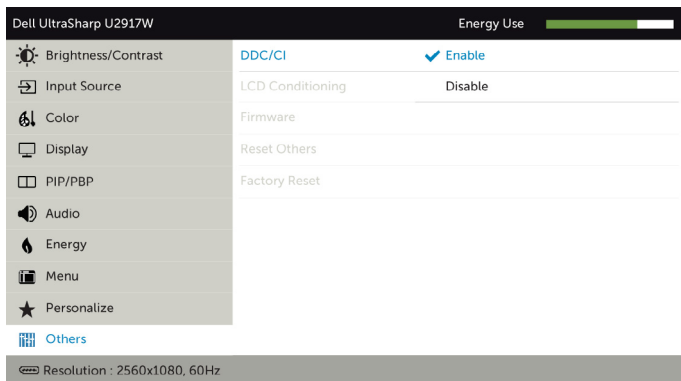 Dell UltraSharp U2917W Energy Use
Brightness/Contrast DDC/CI Enable
Input Source LCD Conditioning Disable
Color Firmware
Display Reset Others
PIP/PBP Factory Reset
Audio
Energy
Menu
Personalize
Others
Resolution : 2560x1080, 60Hz